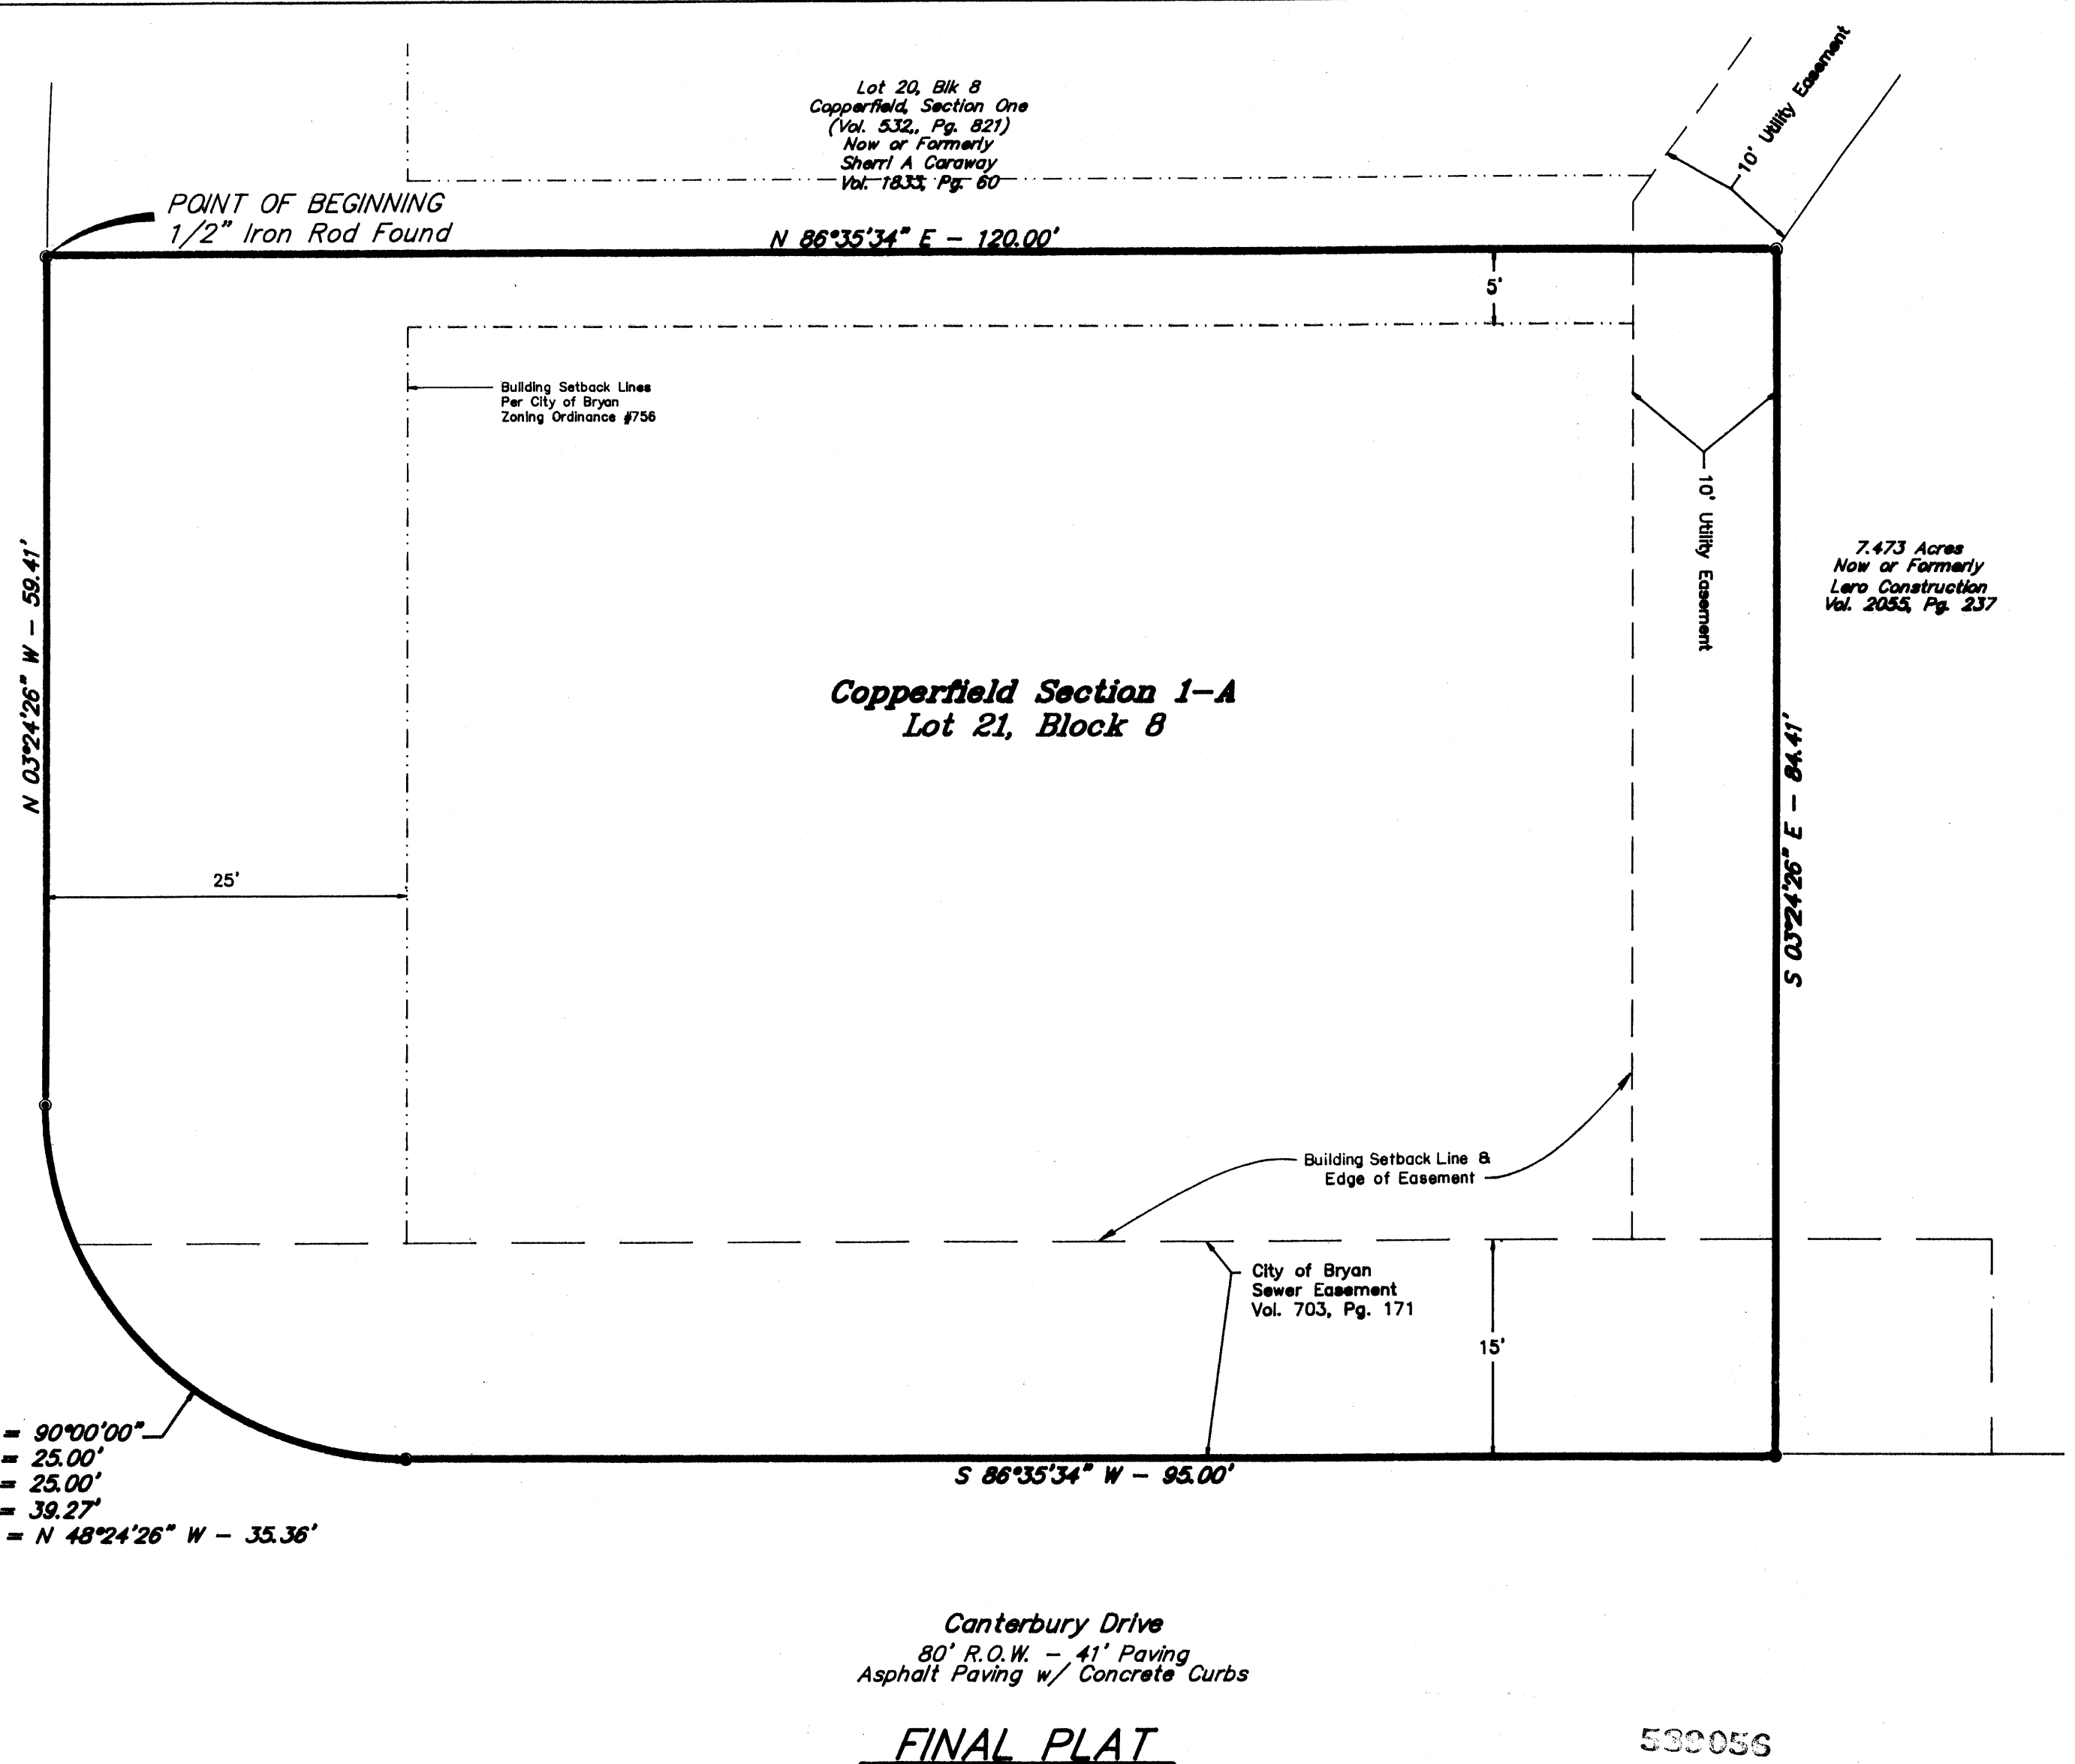 Lot 20, Blk 8
Copperfield, Section One
(Vol. 532,, Pg. 821)
Now or Formerly
Sherri A Caraway
Vol. 1833, Pg. 60
10' Utility Easement
POINT OF BEGINNING
1/2" Iron Rod Found
N 86°35'34" E - 120.00'
5'
Building Setback Lines
Per City of Bryan
Zoning Ordinance #756
10' Utility Easement
N 03°24'26" W - 59.41'
7.473 Acres
Now or Formerly
Lero Construction
Vol. 2055, Pg. 237
Copperfield Section 1-A
Lot 21, Block 8
S 03°24'26" E - 84.41'
25'
Building Setback Line &
Edge of Easement
City of Bryan
Sewer Easement
Vol. 703, Pg. 171
15'
= 90°00'00"
= 25.00'
= 25.00'
= 39.27'
= N 48°24'26" W - 35.36'
S 86°35'34" W - 95.00'
Canterbury Drive
80' R.O.W. - 41' Paving
Asphalt Paving w/ Concrete Curbs
FINAL PLAT